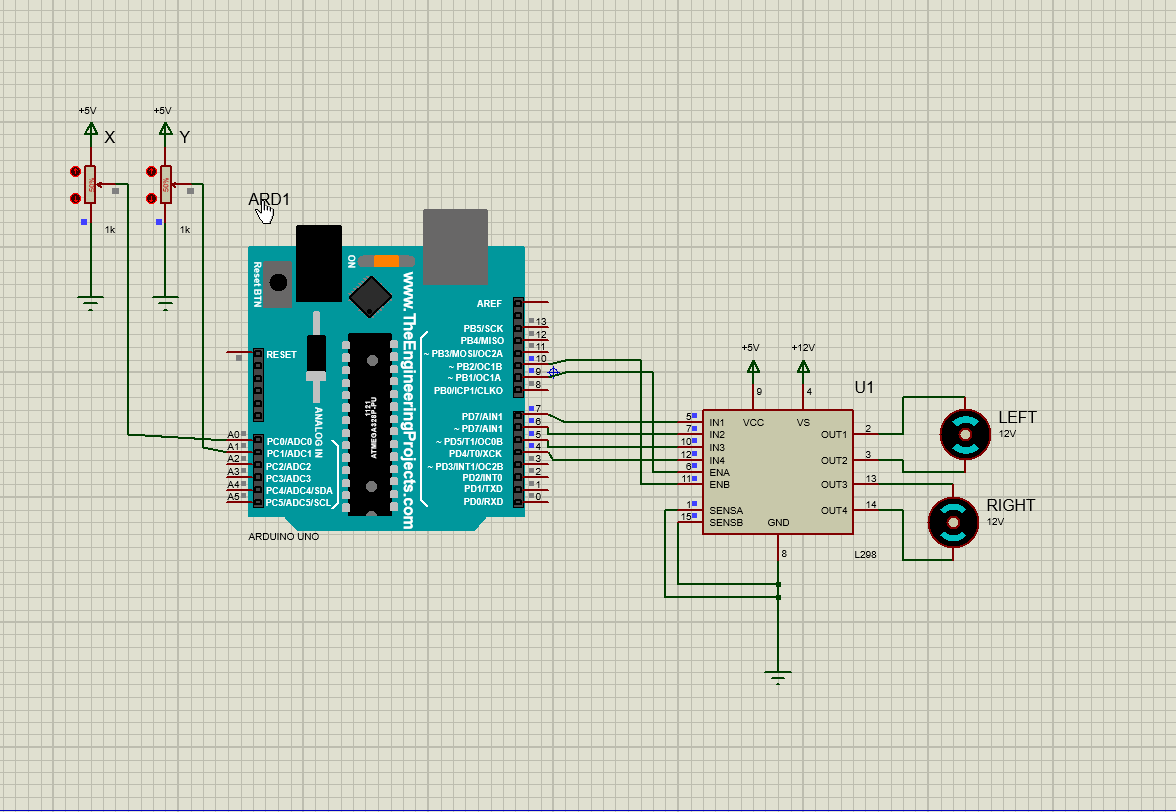 +5V
+5V
X
Y
50%
50%
1k
1k
ARD1
ON
Reset BTN
www.TheEngineeringProjects.com
ANALOG IN
1121
ATMEGA328P-PU
RESET
A0 PC0/ADC0
A1 PC1/ADC1
A2 PC2/ADC2
A3 PC3/ADC3
A4 PC4/ADC4/SDA
A5 PC5/ADC5/SCL
AREF
PB5/SCK 13
PB4/MISO 12
~ PB3/MOSI/OC2A 11
~ PB2/OC1B 10
~ PB1/OC1A 9
PB0/ICP1/CLKO 8
PD7/AIN1 7
~ PD7/AIN1 6
~ PD5/T1/OC0B 5
PD4/T0/XCK 4
~ PD3/INT1/OC2B 3
PD2/INT0 2
PD1/TXD 1
PD0/RXD 0
ARDUINO UNO
+5V
+12V
9
4
U1
VCC
VS
5 IN1
7 IN2
10 IN3
12 IN4
6 ENA
11 ENB
1 SENSA
15 SENSB
GND
8
OUT1 2
OUT2 3
OUT3 13
OUT4 14
L298
LEFT
12V
RIGHT
12V